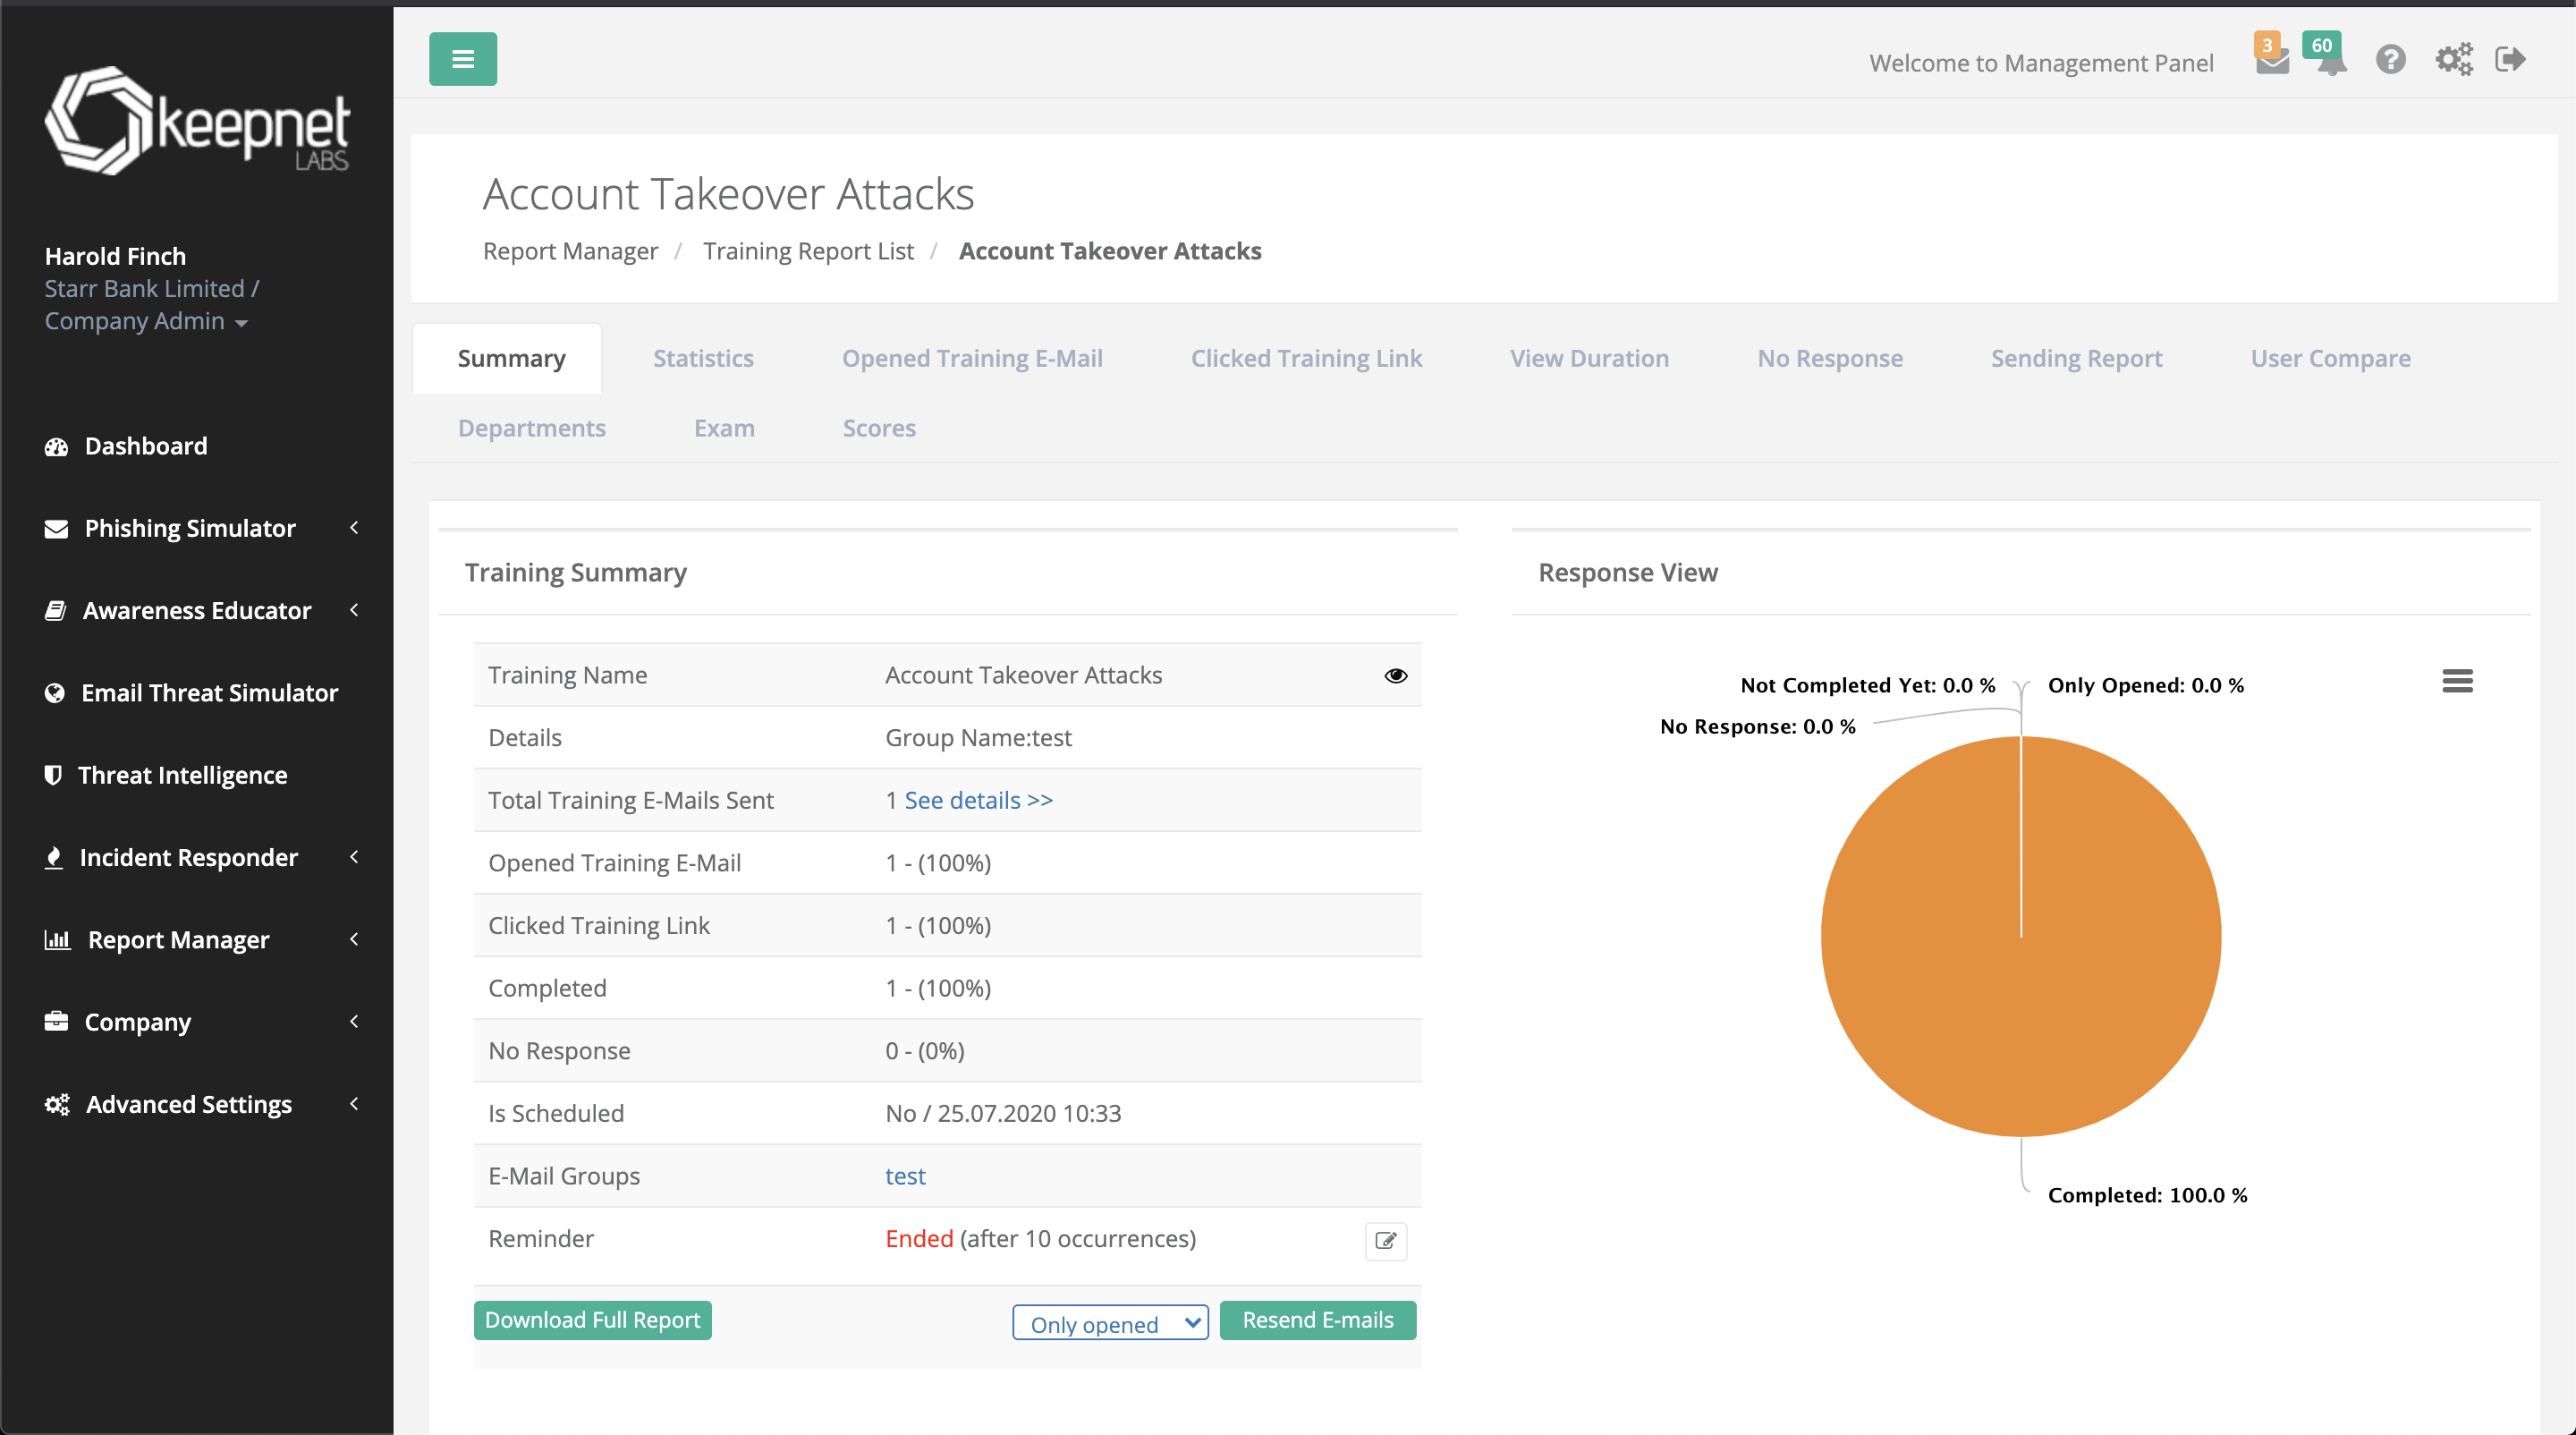 keepnet
LABS
Harold Finch
Starr Bank Limited /
Company Admin
Dashboard
Phishing Simulator
Awareness Educator
Email Threat Simulator
Threat Intelligence
Incident Responder
Report Manager
Company
Advanced Settings
Welcome to Management Panel
3
60
Account Takeover Attacks
Report Manager / Training Report List / Account Takeover Attacks
Summary Statistics Opened Training E-Mail Clicked Training Link View Duration No Response Sending Report User Compare
Departments Exam Scores
Training Summary
Training Name Account Takeover Attacks
Details Group Name:test
Total Training E-Mails Sent 1 See details >>
Opened Training E-Mail 1 - (100%)
Clicked Training Link 1 - (100%)
Completed 1 - (100%)
No Response 0 - (0%)
Is Scheduled No / 25.07.2020 10:33
E-Mail Groups test
Reminder Ended (after 10 occurrences)
Download Full Report Only opened Resend E-mails
Response View
Not Completed Yet: 0.0 % Only Opened: 0.0 %
No Response: 0.0 %
Completed: 100.0 %